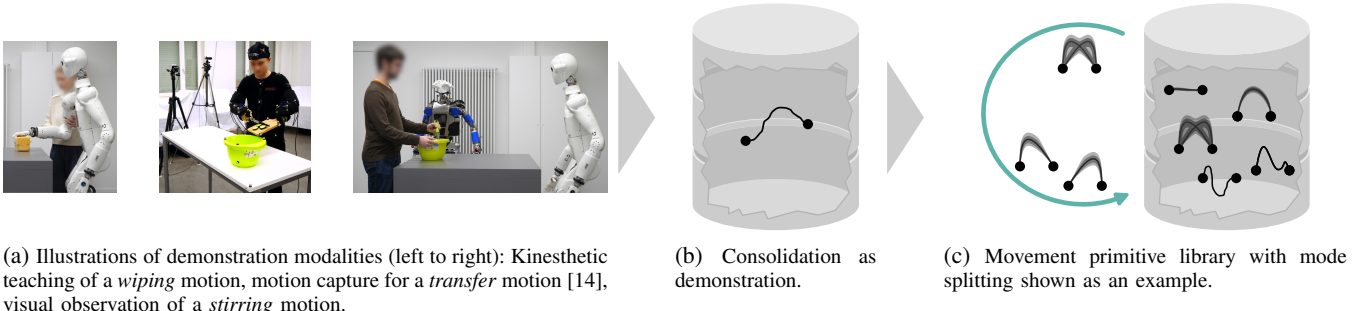 (a) Illustrations of demonstration modalities (left to right): Kinesthetic
teaching of a wiping motion, motion capture for a transfer motion [14],
visual observation of a stirring motion.
(b) Consolidation as
demonstration.
(c) Movement primitive library with mode
splitting shown as an example.